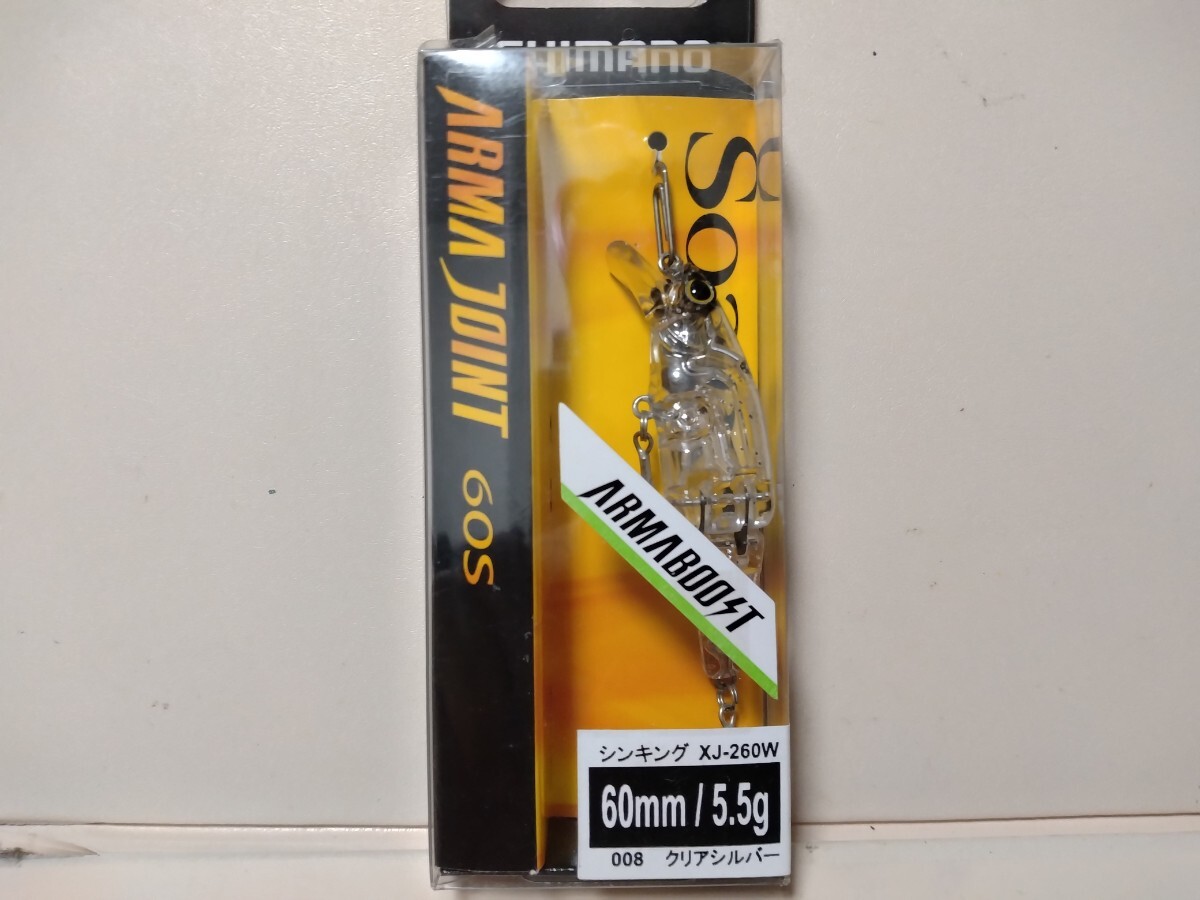 SHIMANO
ARMA JOINT 60S
So
ARMABOOST
シンキング XJ-260W
60mm / 5.5g
008 クリアシルバー